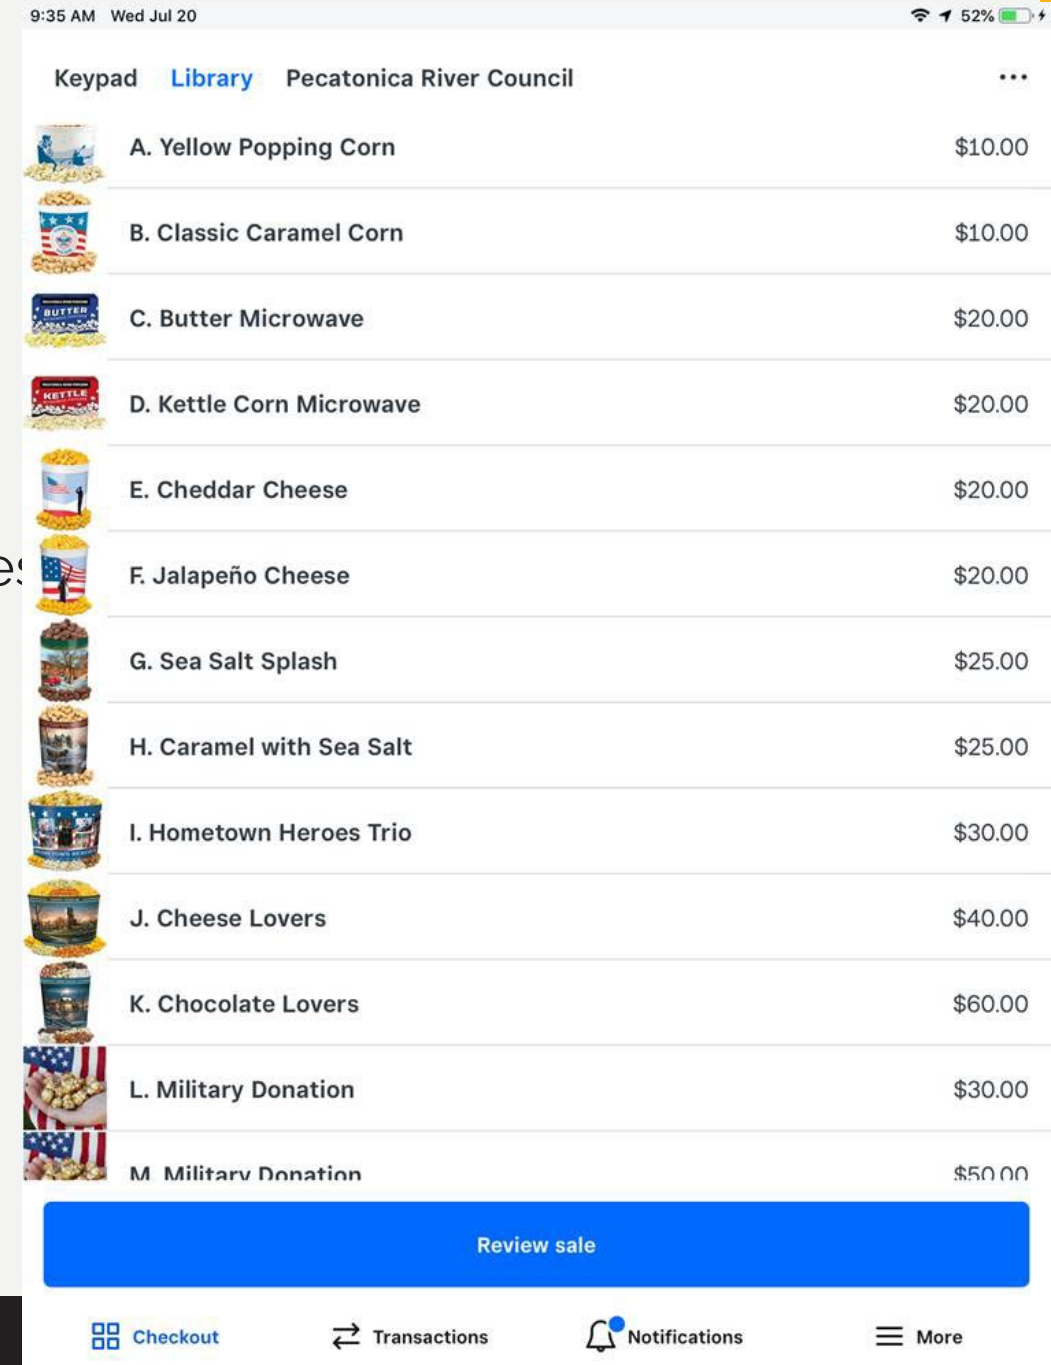 9:35 AM Wed Jul 20 52%
Keypad Library Pecatonica River Council
A. Yellow Popping Corn $10.00
B. Classic Caramel Corn $10.00
BUTTER
C. Butter Microwave $20.00
KETTLE
D. Kettle Corn Microwave $20.00
E. Cheddar Cheese $20.00
es
F. Jalapeño Cheese $20.00
G. Sea Salt Splash $25.00
H. Caramel with Sea Salt $25.00
I. Hometown Heroes Trio $30.00
J. Cheese Lovers $40.00
K. Chocolate Lovers $60.00
L. Military Donation $30.00
M. Military Donation $50.00
Review sale
Checkout Transactions Notifications More